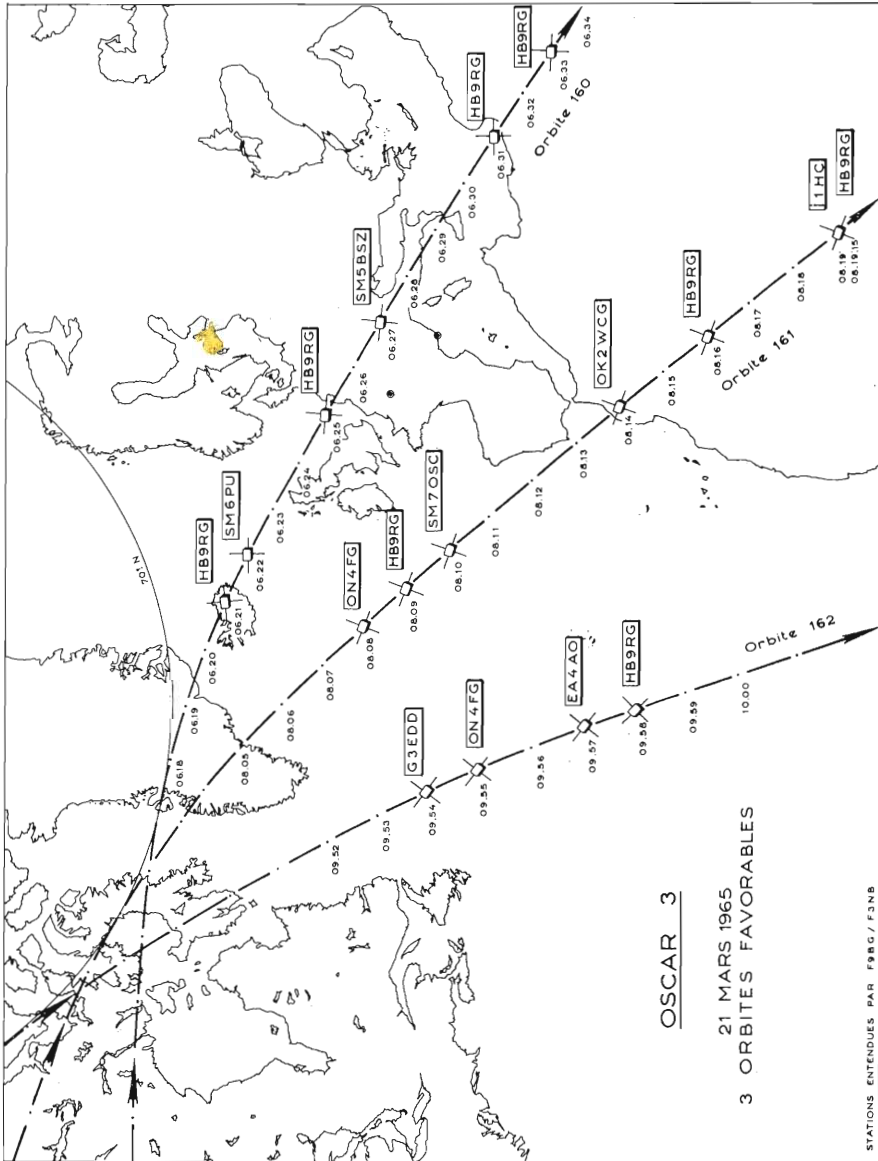 OSCAR 3
21 MARS 1965
3 ORBITES FAVORABLES
STATIONS ENTENDUES PAR F9BG / F3NB
70°N
06.18
06.19
06.20
HB9RG
06.21
SM6PU
06.22
06.23
06.24
HB9RG
06.25
06.26
SM5BSZ
06.27
06.28
06.29
06.30
HB9RG
06.31
06.32
HB9RG
06.33
06.34
Orbite 160
08.05
08.06
08.07
ON4FG
08.08
HB9RG
08.09
SM7OSC
08.10
08.11
08.12
08.13
OK2WCG
08.14
08.15
HB9RG
08.16
08.17
08.18
i1HC
HB9RG
08.19'
08.19.15
Orbite 161
09.52
09.53
G3EDD
09.54
ON4FG
09.55
09.56
EA4AO
09.57
HB9RG
09.58
09.59
10.00
Orbite 162